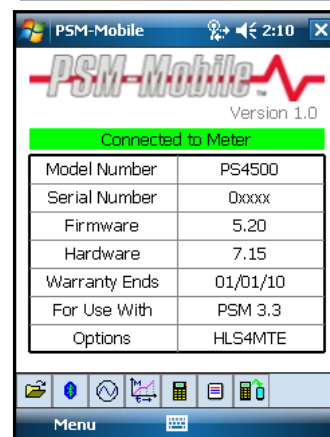 PSM-Mobile 2:10
PSM-Mobile™
Version 1.0
Connected to Meter
Model Number PS4500
Serial Number 0xxxx
Firmware 5.20
Hardware 7.15
Warranty Ends 01/01/10
For Use With PSM 3.3
Options HLS4MTE
Menu